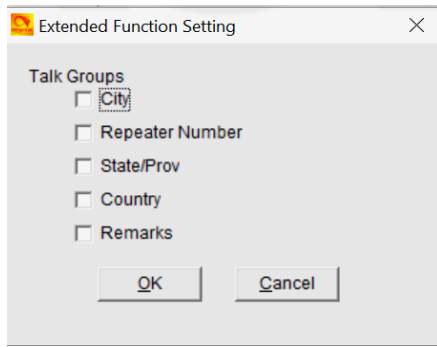 Extended Function Setting
Talk Groups
City
Repeater Number
State/Prov
Country
Remarks
OK Cancel